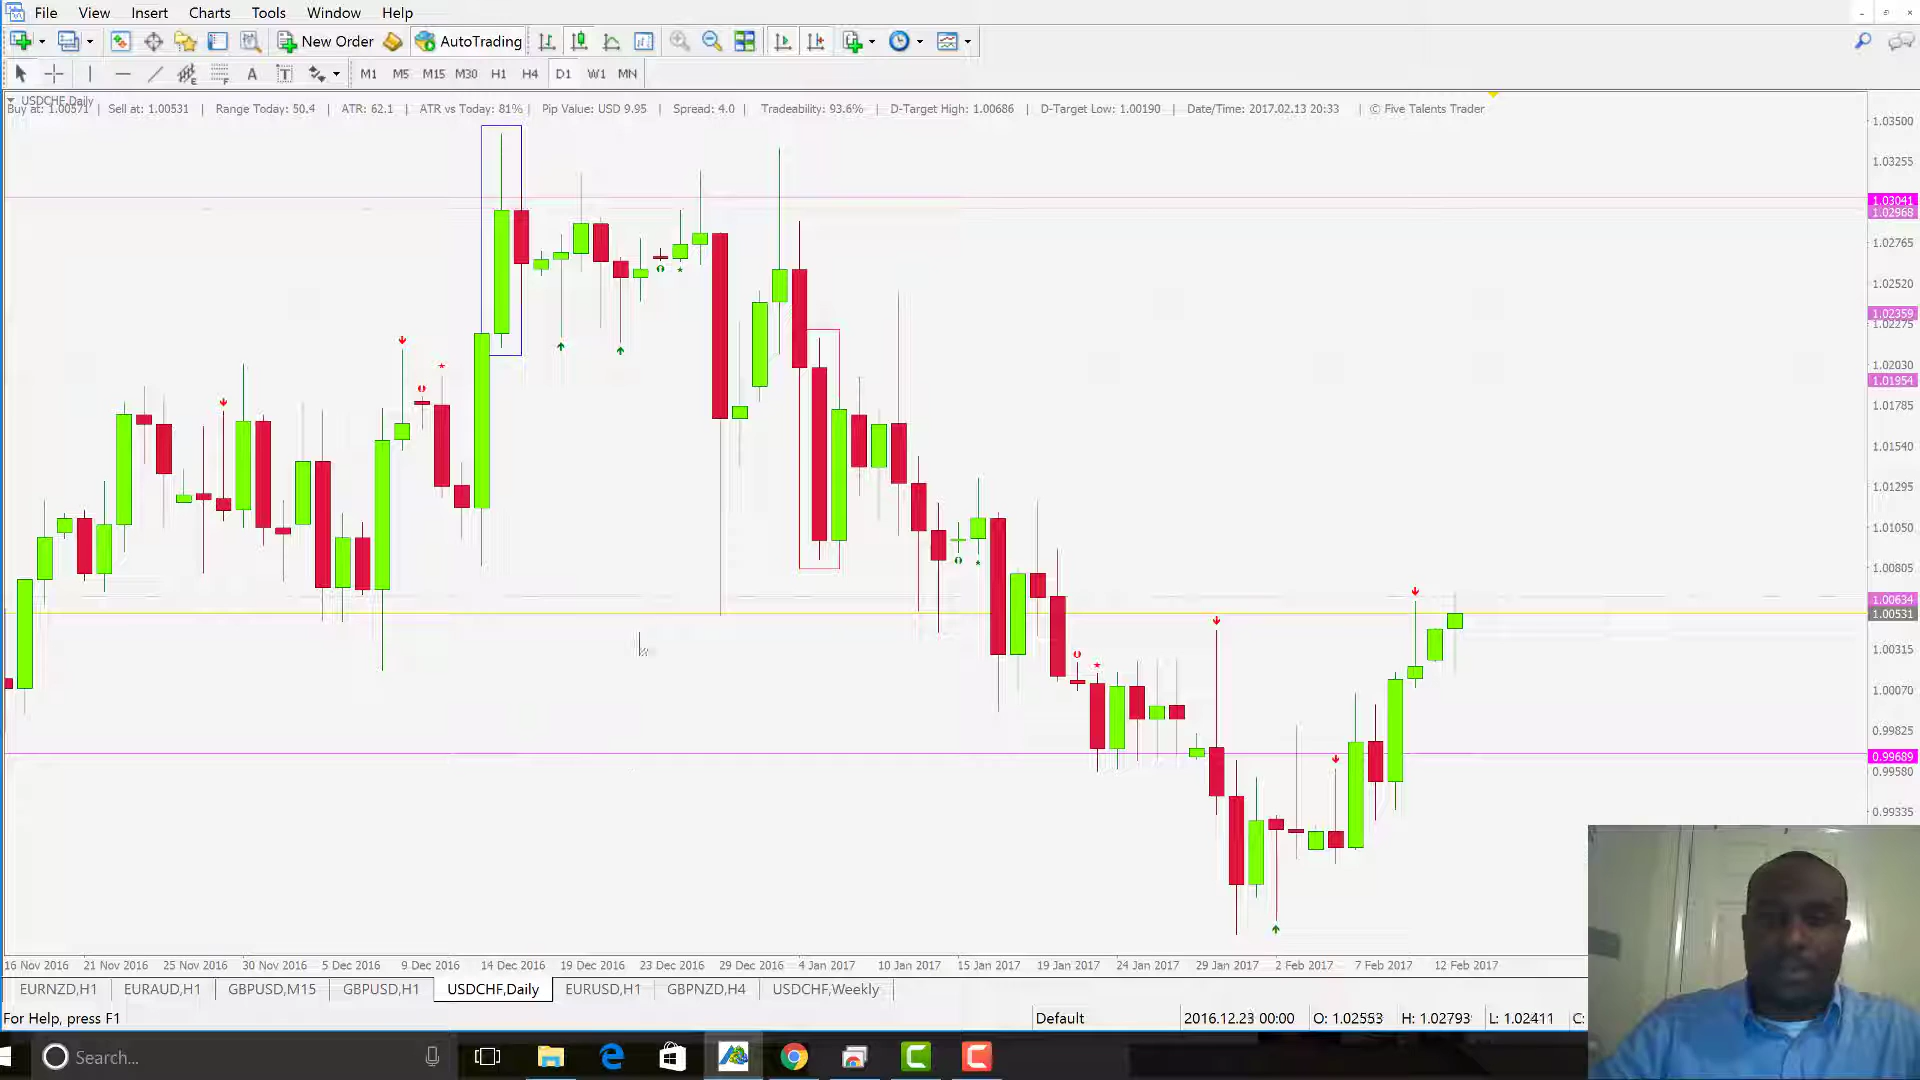 File View Insert Charts Tools Window Help
New Order AutoTrading
A T M1 M5 M15 M30 H1 H4 D1 W1 MN
USDCHF,Daily
Buy at: 1.00571 | Sell at: 1.00531 | Range Today: 50.4 | ATR: 62.1 | ATR vs Today: 81% | Pip Value: USD 9.95 | Spread: 4.0 | Tradeability: 93.6% | D-Target High: 1.00686 | D-Target Low: 1.00190 | Date/Time: 2017.02.13 20:33 | © Five Talents Trader
1.03500
1.03255
1.03041
1.02968
1.02765
1.02520
1.02359
1.02275
1.02030
1.01954
1.01785
1.01540
1.01295
1.01050
1.00805
1.00634
1.00531
1.00315
1.00070
0.99825
0.99689
0.99580
0.99335
16 Nov 2016 21 Nov 2016 25 Nov 2016 30 Nov 2016 5 Dec 2016 9 Dec 2016 14 Dec 2016 19 Dec 2016 23 Dec 2016 29 Dec 2016 4 Jan 2017 10 Jan 2017 15 Jan 2017 19 Jan 2017 24 Jan 2017 29 Jan 2017 2 Feb 2017 7 Feb 2017 12 Feb 2017
EURNZD,H1 EURAUD,H1 GBPUSD,M15 GBPUSD,H1 USDCHF,Daily EURUSD,H1 GBPNZD,H4 USDCHF,Weekly
For Help, press F1 Default 2016.12.23 00:00 O: 1.02553 H: 1.02793 L: 1.02411 C:
Search...